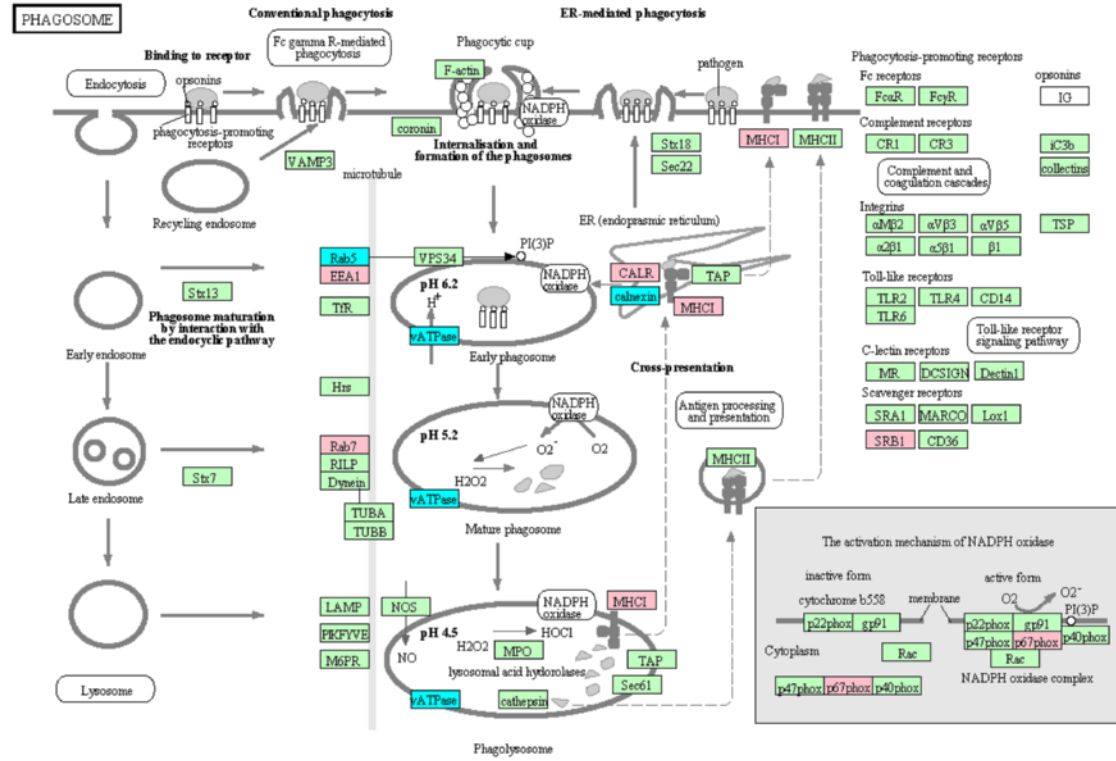 PHAGOSOME
Conventional phagocytosis
ER-mediated phagocytosis
Binding to receptor
Fc gamma R-mediated
phagocytosis
Phagocytic cup
F-actin
Endocytosis
opsonins
pathogen
NADPH
oxidase
phagocytosis-promoting
receptors
coronin
Internalisation and
formation of the phagosomes
VAMP3
microtubule
Stx18
Sec22
MHCI
MHCII
Recycling endosome
ER (endoprasmic reticulum)
Phagocytosis-promoting receptors
Fc receptors
opsonins
FcαR
FcγR
IG
Complement receptors
CR1
CR3
iC3b
Complement and
coagulation cascades
collectins
Integrins
αMβ2
αVβ3
αVβ5
TSP
α2β1
α5β1
β1
Toll-like receptors
TLR2
TLR4
CD14
TLR6
Toll-like receptor
signaling pathway
C-lectin receptors
MR
DCSIGN
Dectin1
Scavenger receptors
SRA1
MARCO
Lox1
SRB1
CD36
Rab5
EEA1
VPS34
PI(3)P
NADPH
oxidase
CALR
TAP
calnexin
MHCI
Stx13
TfR
pH 6.2
H+
vATPase
Phagosome maturation
by interaction with
the endocyclic pathway
Early endosome
Early phagosome
Cross-presentation
Hrs
NADPH
oxidase
Antigen processing
and presentation
Rab7
RILP
Dynein
pH 5.2
O2-
O2
H2O2
vATPase
MHCII
Stx7
Late endosome
TUBA
TUBB
Mature phagosome
LAMP
NOS
NADPH
oxidase
MHCI
PIKFYVE
pH 4.5
H2O2
HOCl
MPO
M6PR
NO
lysosomal acid hydorolases
TAP
Sec61
vATPase
cathepsin
Lysosome
Phagolysosome
The activation mechanism of NADPH oxidase
inactive form
active form
cytochrome b558
membrane
O2
O2-
PI(3)P
p22phox
gp91
p22phox
gp91
p47phox
p67phox
p40phox
Cytoplasm
Rac
Rac
NADPH oxidase complex
p47phox
p67phox
p40phox